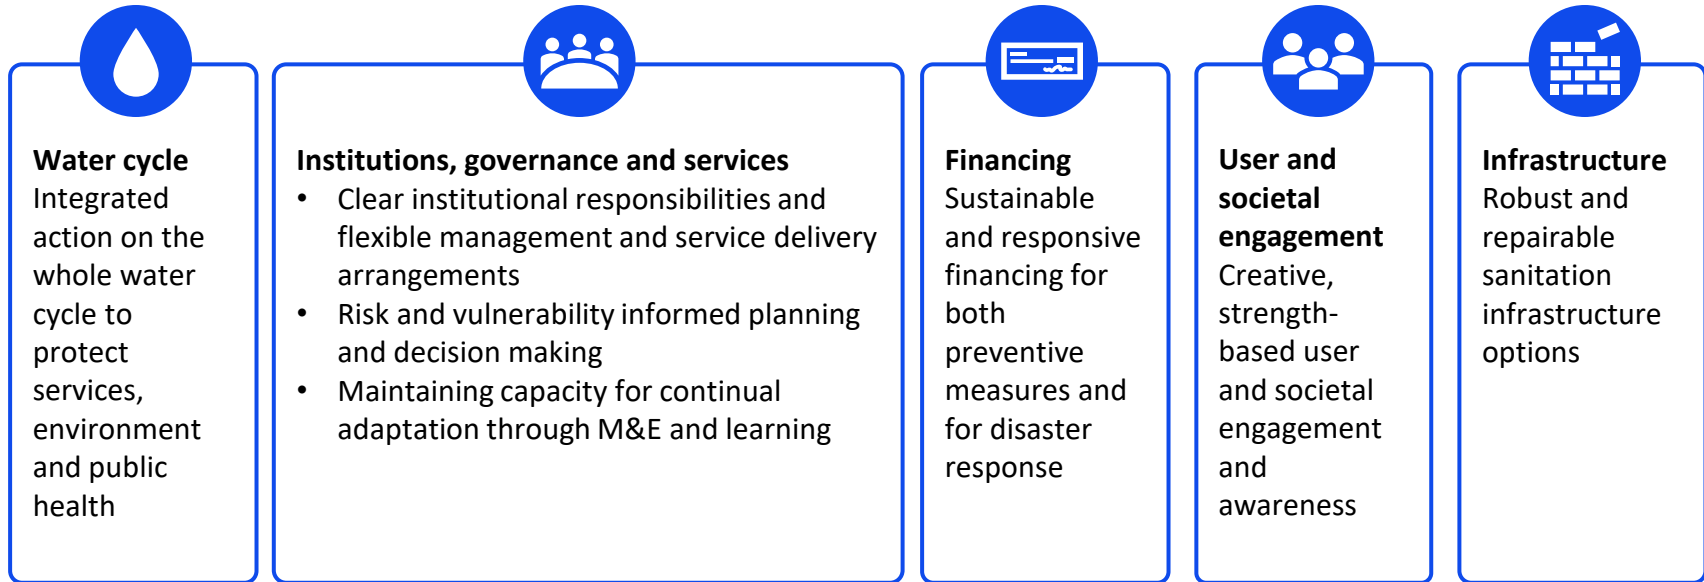 Water cycle
Integrated
action on the
whole water
cycle to
protect
services,
environment
and public
health
Institutions, governance and services
• Clear institutional responsibilities and
flexible management and service delivery
arrangements
• Risk and vulnerability informed planning
and decision making
• Maintaining capacity for continual
adaptation through M&E and learning
Financing
Sustainable
and responsive
financing for
both
preventive
measures and
for disaster
response
User and
societal
engagement
Creative,
strength-
based user
and societal
engagement
and
awareness
Infrastructure
Robust and
repairable
sanitation
infrastructure
options